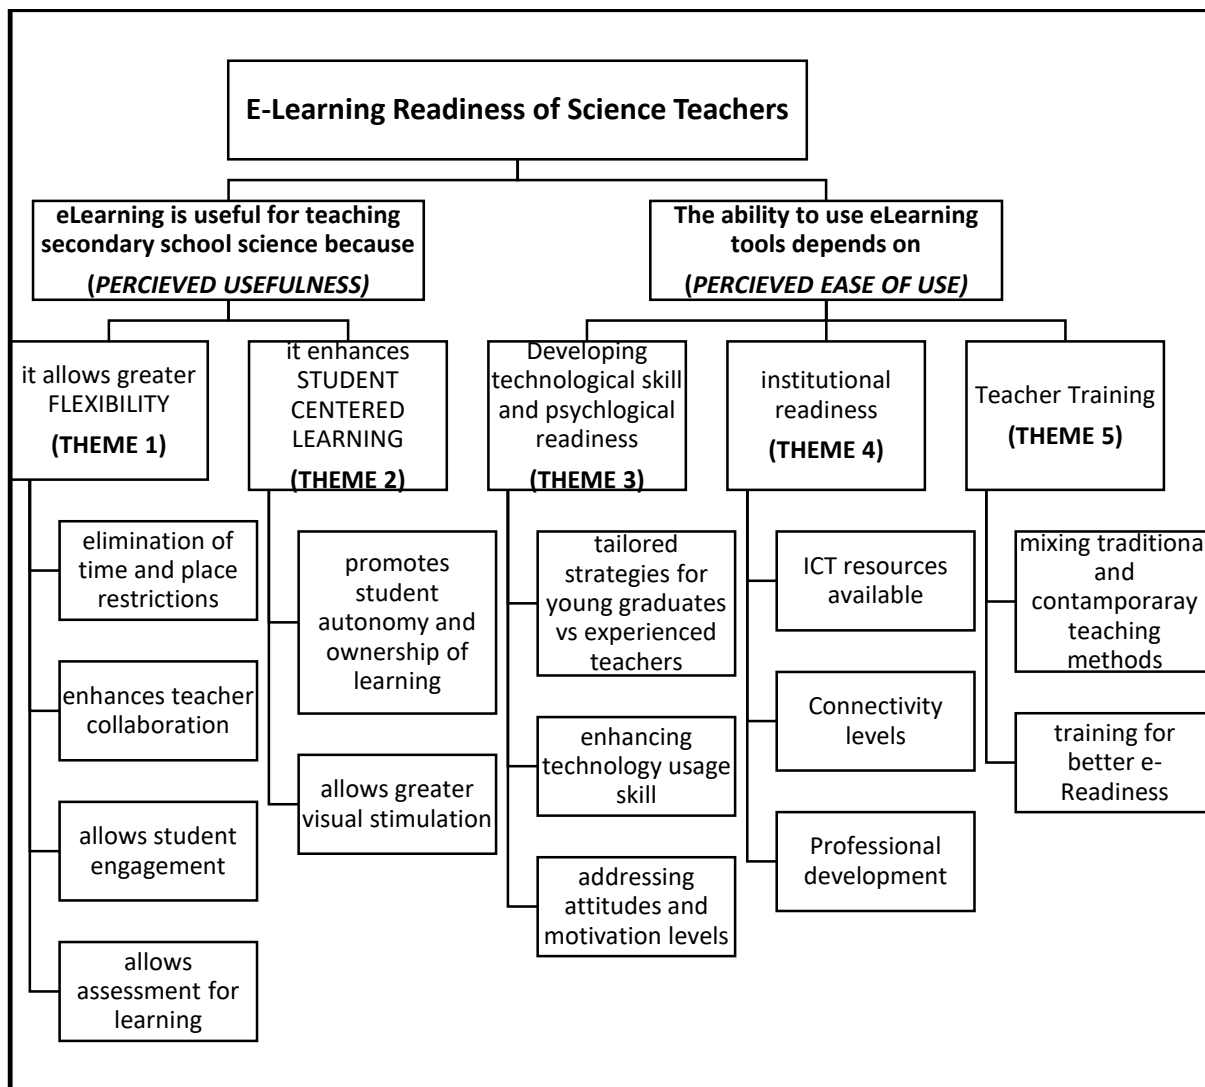 E-Learning Readiness of Science Teachers
eLearning is useful for teaching
secondary school science because
(PERCIEVED USEFULNESS)
The ability to use eLearning
tools depends on
(PERCIEVED EASE OF USE)
it allows greater
FLEXIBILITY
(THEME 1)
it enhances
STUDENT
CENTERED
LEARNING
(THEME 2)
Developing
technological skill
and psychlogical
readiness
(THEME 3)
institutional
readiness
(THEME 4)
Teacher Training
(THEME 5)
elimination of
time and place
restrictions
enhances teacher
collaboration
allows student
engagement
allows
assessment for
learning
promotes
student
autonomy and
ownership of
learning
allows greater
visual stimulation
tailored
strategies for
young graduates
vs experienced
teachers
enhancing
technology usage
skill
addressing
attitudes and
motivation levels
ICT resources
available
Connectivity
levels
Professional
development
mixing traditiona
and
contamporaray
teaching
methods
training for
better e-
Readiness